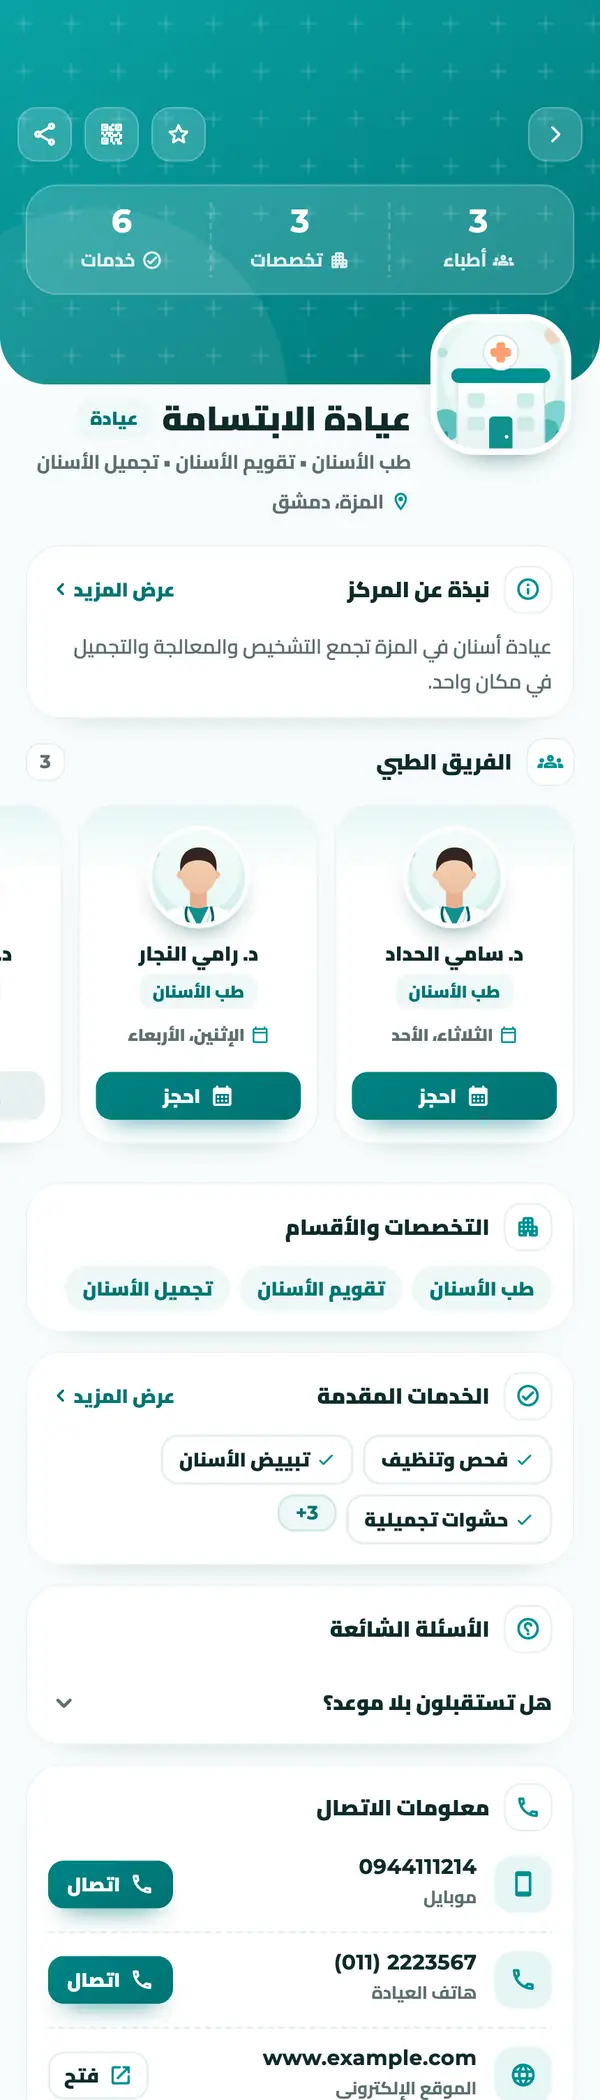 3
أطباء
3
تخصصات
6
خدمات
عيادة الابتسامة
عيادة
طب الأسنان • تقويم الأسنان • تجميل الأسنان
المزة، دمشق
نبذة عن المركز
عرض المزيد
عيادة أسنان في المزة تجمع التشخيص والمعالجة والتجميل
في مكان واحد.
الفريق الطبي
3
د. سامي الحداد
طب الأسنان
الثلاثاء، الأحد
احجز
د. رامي النجار
طب الأسنان
الإثنين، الأربعاء
احجز
د.
التخصصات والأقسام
طب الأسنان
تقويم الأسنان
تجميل الأسنان
الخدمات المقدمة
عرض المزيد
فحص وتنظيف
تبييض الأسنان
حشوات تجميلية
+3
الأسئلة الشائعة
هل تستقبلون بلا موعد؟
معلومات الاتصال
0944111214
موبايل
اتصال
(011) 2223567
هاتف العيادة
اتصال
www.example.com
الموقع الإلكتروني
فتح